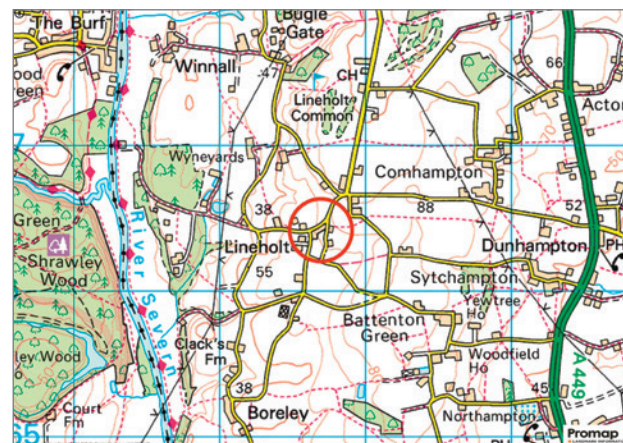 The Burf
Bugle
Gate
Winnall
47
CH
66
Lineholt
Common
Acton
7
Wyneyards
Comhampton
38
88
52
Green
Lineholt
Dunhampton
PH
Shrawley
Wood
River Severn
55
Sytchampton
Yewtree
Ho
Clack's
Fm
Battenton
Green
Woodfield
Ho
A 449
ley Wood
38
45
Court
Fm
Boreley
Northampton
65
Promap